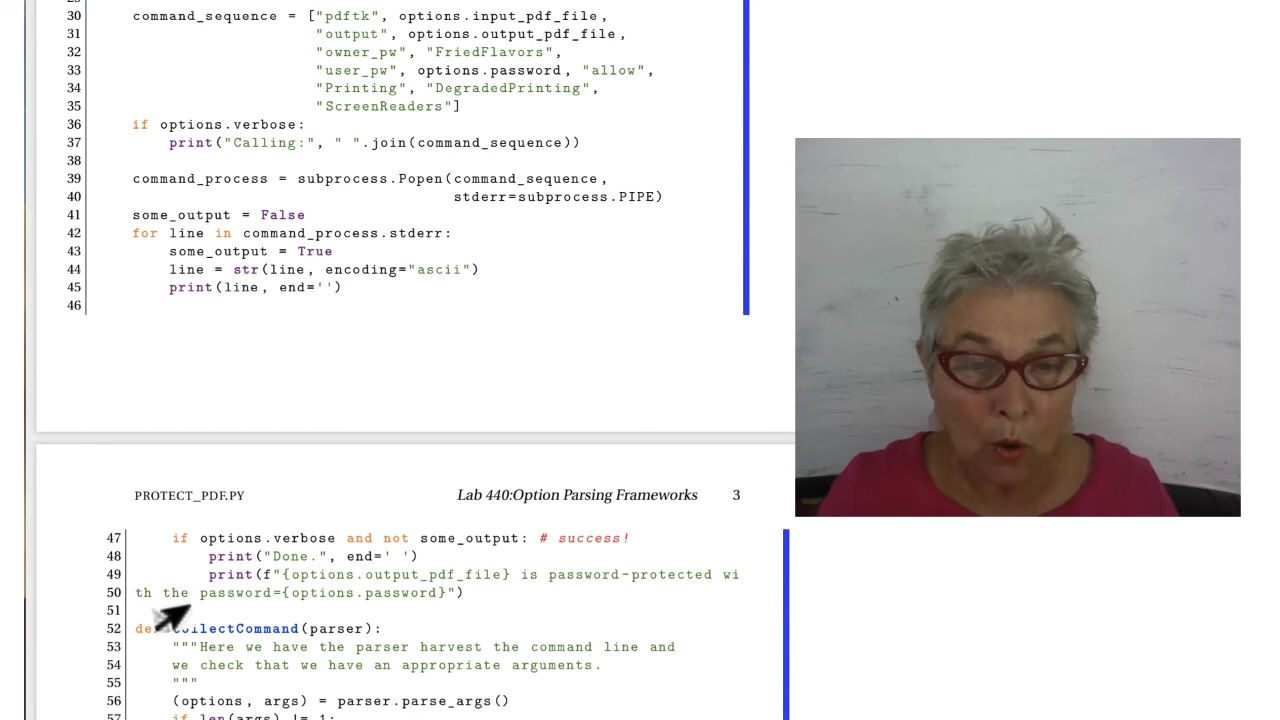 30 command_sequence = ["pdftk", options.input_pdf_file,
31 "output", options.output_pdf_file,
32 "owner_pw", "FriedFlavors",
33 "user_pw", options.password, "allow",
34 "Printing", "DegradedPrinting",
35 "ScreenReaders"]
36 if options.verbose:
37 print("Calling:", " ".join(command_sequence))
38
39 command_process = subprocess.Popen(command_sequence,
40 stderr=subprocess.PIPE)
41 some_output = False
42 for line in command_process.stderr:
43 some_output = True
44 line = str(line, encoding="ascii")
45 print(line, end='')
46
PROTECT_PDF.PY Lab 440:Option Parsing Frameworks 3
47 if options.verbose and not some_output: # success!
48 print("Done.", end=' ')
49 print(f"{options.output_pdf_file} is password-protected wi
50 th the password={options.password}")
51
52 collectCommand(parser):
53 """Here we have the parser harvest the command line and
54 we check that we have an appropriate arguments.
55 """
56 (options, args) = parser.parse_args()
57 if len(args) != 1: